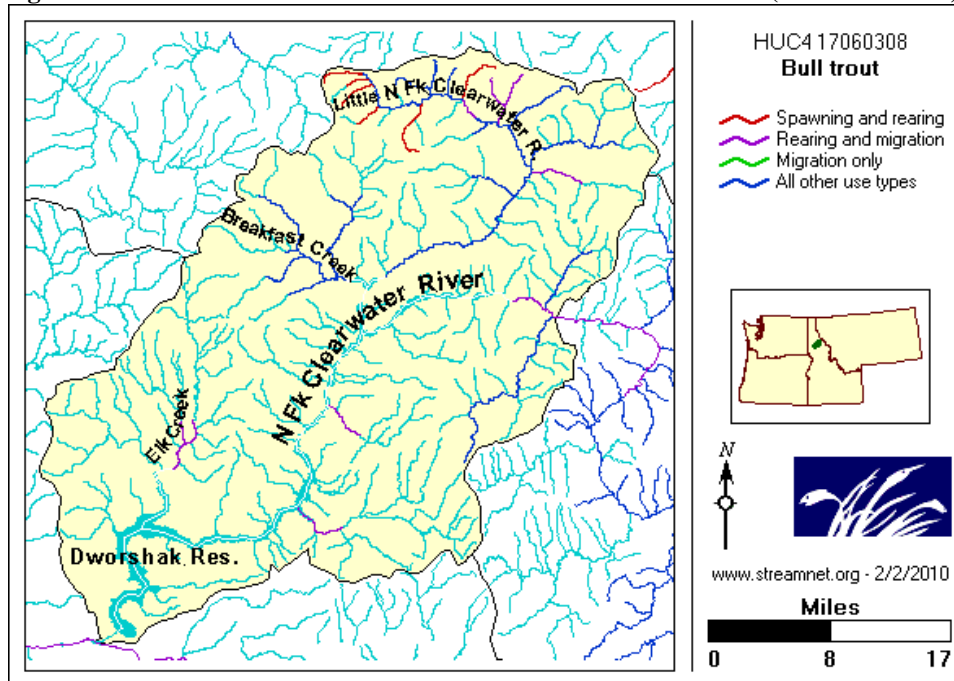 HUC4 17060308
Bull trout
Spawning and rearing
Rearing and migration
Migration only
All other use types
Little N Fk Clearwater R.
Breakfast Creek
N Fk Clearwater River
Elk Creek
Dworshak Res.
N
www.streamnet.org - 2/2/2010
Miles
0 8 17